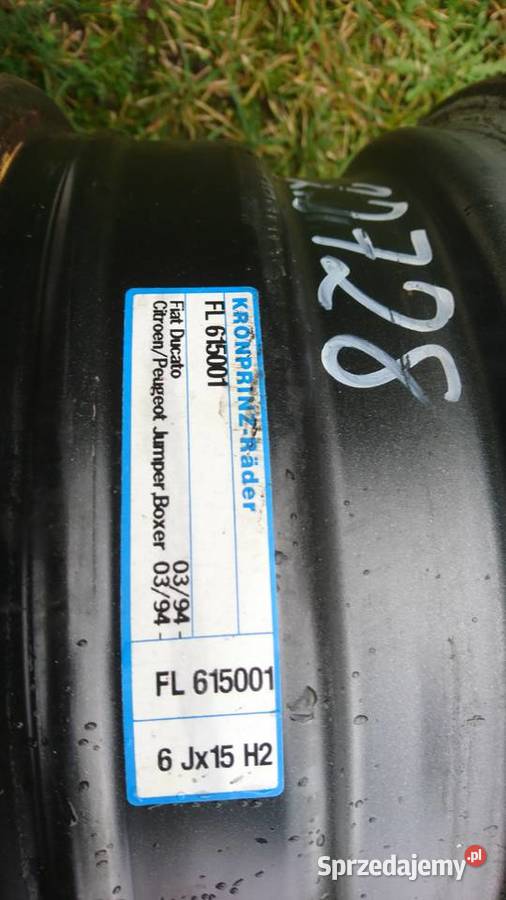 KRONPRINZ-Räder
FL 615001
Fiat Ducato 03/94 -
Citroen/Peugeot Jumper,Boxer 03/94 -
FL 615001
6 Jx15 H2
728
Sprzedajemy.pl